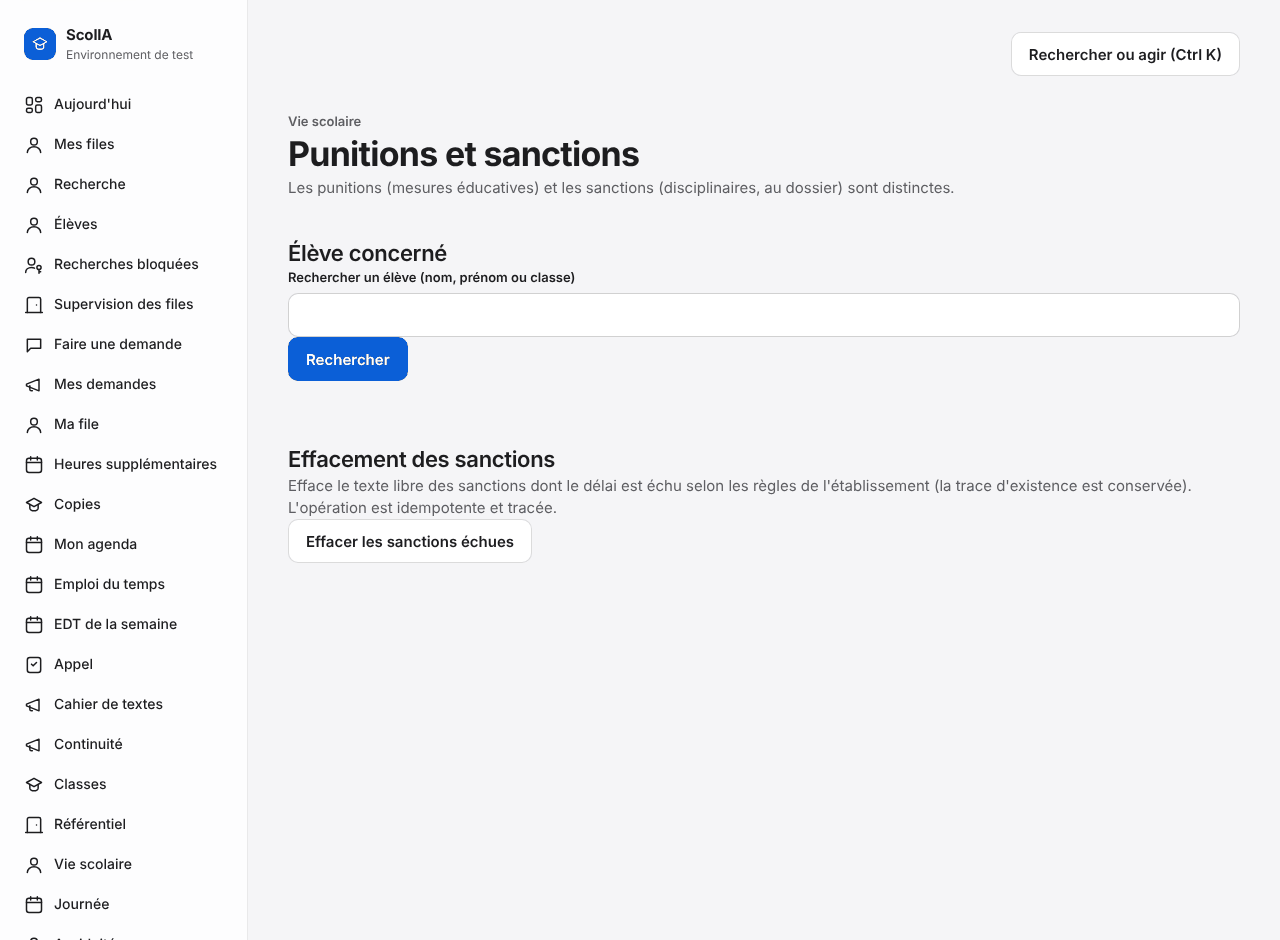 ScolIA
Environnement de test
Aujourd'hui
Mes files
Recherche
Élèves
Recherches bloquées
Supervision des files
Faire une demande
Mes demandes
Ma file
Heures supplémentaires
Copies
Mon agenda
Emploi du temps
EDT de la semaine
Appel
Cahier de textes
Continuité
Classes
Référentiel
Vie scolaire
Journée
Rechercher ou agir (Ctrl K)
Vie scolaire
Punitions et sanctions
Les punitions (mesures éducatives) et les sanctions (disciplinaires, au dossier) sont distinctes.
Élève concerné
Rechercher un élève (nom, prénom ou classe)
Rechercher
Effacement des sanctions
Efface le texte libre des sanctions dont le délai est échu selon les règles de l'établissement (la trace d'existence est conservée).
L'opération est idempotente et tracée.
Effacer les sanctions échues